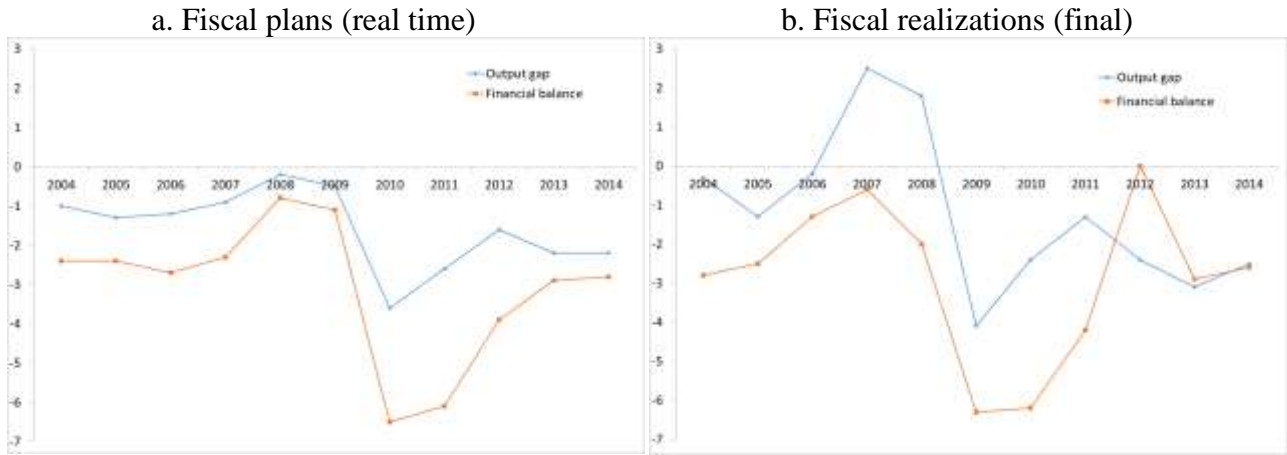 a. Fiscal plans (real time)
b. Fiscal realizations (final)
3
2
1
0
-1
-2
-3
-4
-5
-6
-7
Output gap
Financial balance
2004 2005 2006 2007 2008 2009 2010 2011 2012 2013 2014
3
2
1
0
-1
-2
-3
-4
-5
-6
-7
Output gap
Financial balance
2004 2005 2006 2007 2008 2009 2010 2011 2012 2013 2014